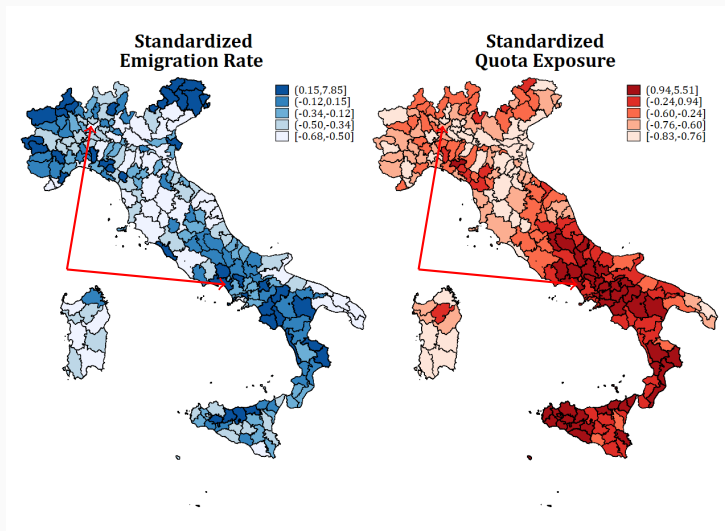 Standardized
Emigration Rate
(0.15,7.85]
(-0.12,0.15]
(-0.34,-0.12]
(-0.50,-0.34]
[-0.68,-0.50]
Standardized
Quota Exposure
(0.94,5.51]
(-0.24,0.94]
(-0.60,-0.24]
(-0.76,-0.60]
[-0.83,-0.76]